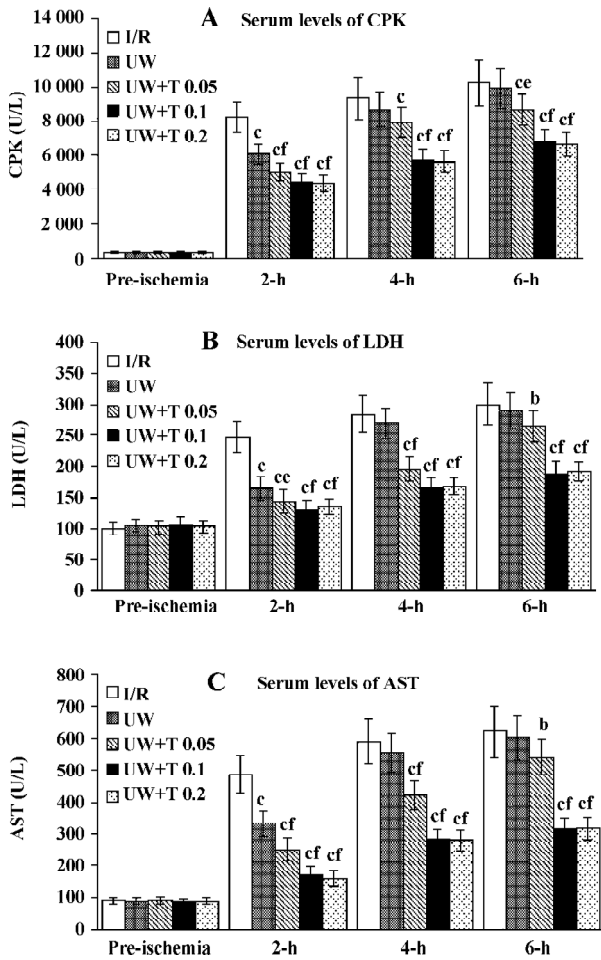 A Serum levels of CPK
14 000
12 000
10 000
8 000
6 000
4 000
2 000
0
CPK (U/L)
I/R
UW
UW+T 0.05
UW+T 0.1
UW+T 0.2
c cf cf cf
c cf cf
ce cf cf
Pre-ischemia 2-h 4-h 6-h
B Serum levels of LDH
400
350
300
250
200
150
100
50
0
LDH (U/L)
I/R
UW
UW+T 0.05
UW+T 0.1
UW+T 0.2
c cc cf cf
cf cf cf
b cf cf
Pre-ischemia 2-h 4-h 6-h
C Serum levels of AST
800
700
600
500
400
300
200
100
0
AST (U/L)
I/R
UW
UW+T 0.05
UW+T 0.1
UW+T 0.2
c cf cf cf
cf cf cf
b cf cf
Pre-ischemia 2-h 4-h 6-h